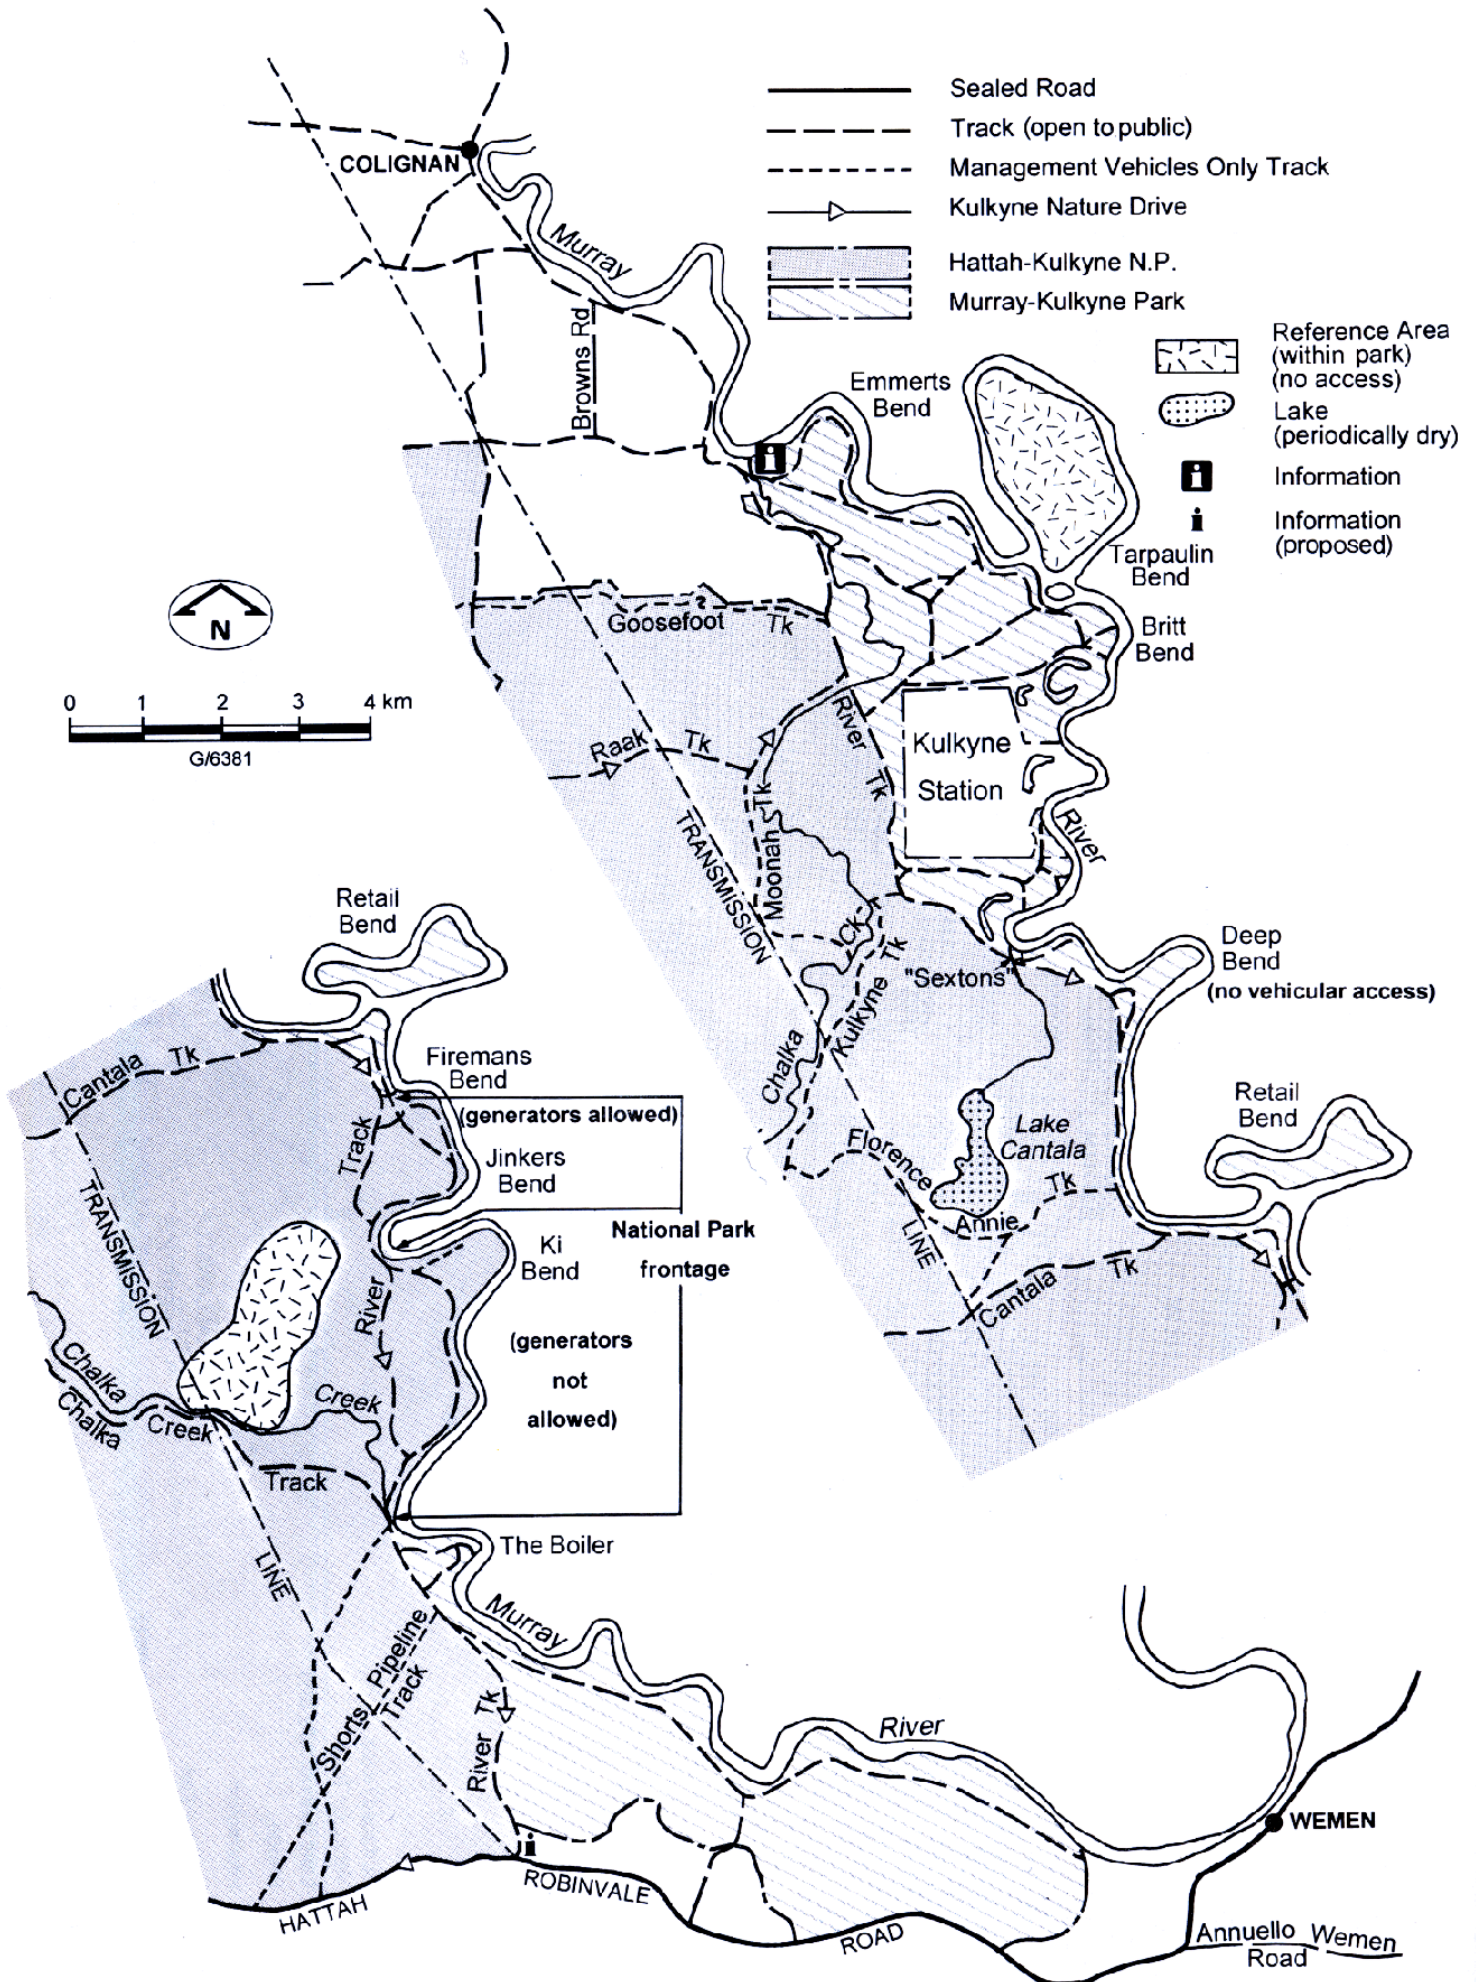 Sealed Road
Track (open to public)
COLIGNAN
Management Vehicles Only Track
Kulkyne Nature Drive
Murray
Hattah-Kulkyne N.P.
Murray-Kulkyne Park
Reference Area
(within park)
(no access)
Browns Rd
Emmerts
Bend
Lake
(periodically dry)
i
i
Information
i
Information
(proposed)
Tarpaulin
Bend
N
Goosefoot Tk
Britt
Bend
0 1 2 3 4 km
G/6381
River Tk
Raak Tk
Kulkyne
Station
Moonah Tk
TRANSMISSION
River
Retail
Bend
Ck
Kulkyne Tk
"Sextons"
Deep
Bend
(no vehicular access)
Chalka
Cantala Tk
Firemans
Bend
(generators allowed)
Retail
Bend
Track
Jinkers
Bend
Florence
Lake
Cantala
Tk
Annie
LINE
TRANSMISSION
National Park
frontage
Ki
Bend
Cantala Tk
River
(generators
not
allowed)
Chalka
Creek
Chalka
Creek
Track
The Boiler
LINE
Murray
Shorts Pipeline
Track
River Tk
River
i
WEMEN
HATTAH
ROBINVALE
ROAD
Annuello Wemen
Road